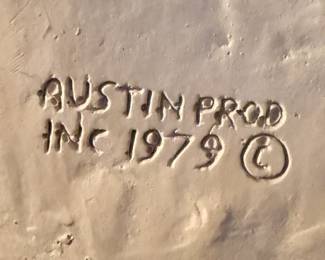 AUSTIN PROD
INC 1979 ©